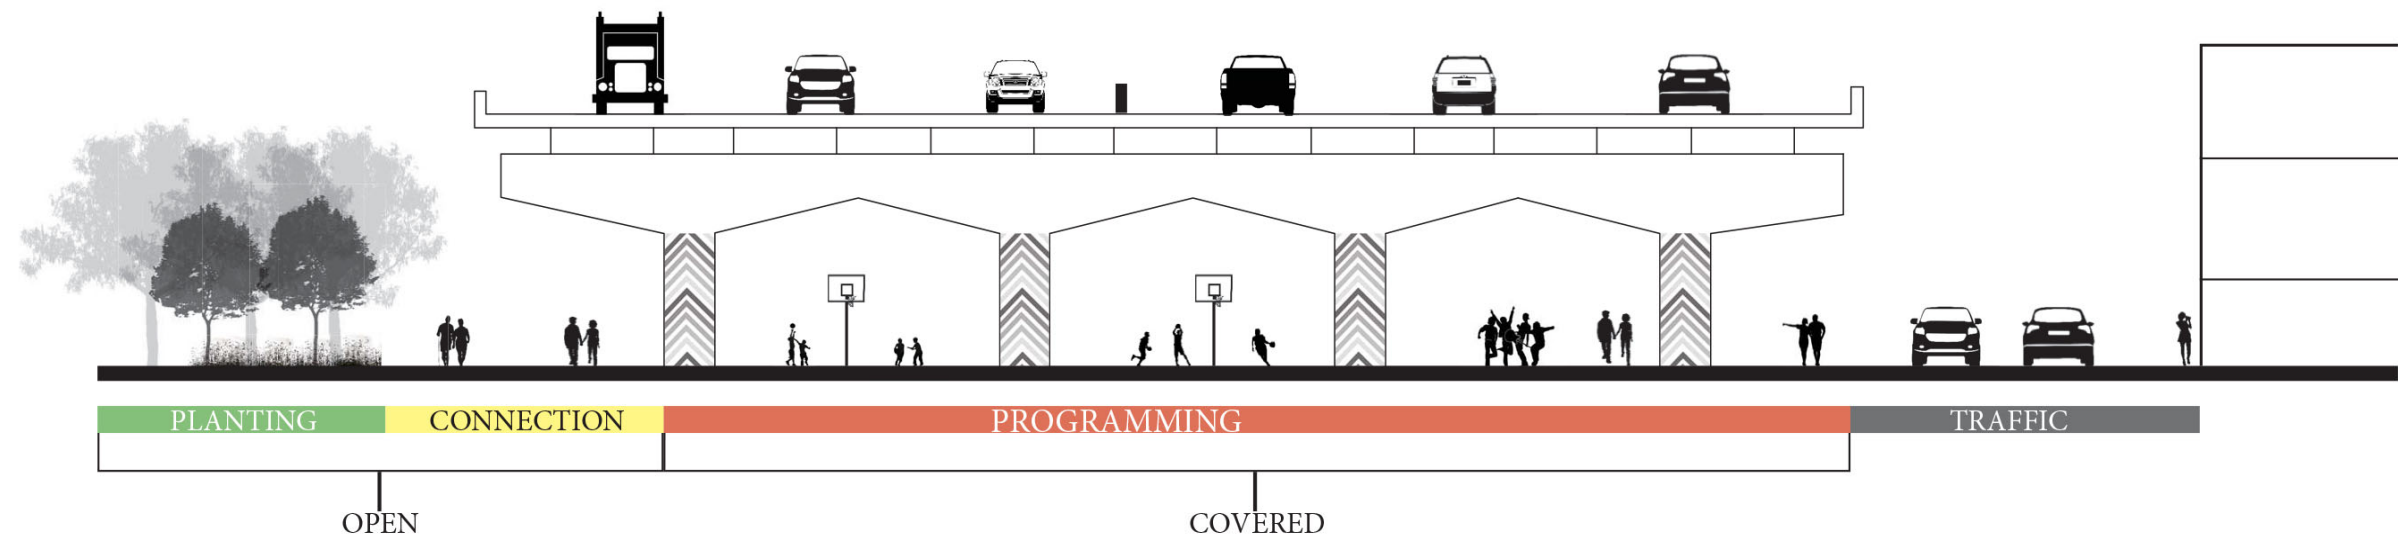 PLANTING CONNECTION PROGRAMMING TRAFFIC
OPEN COVERED